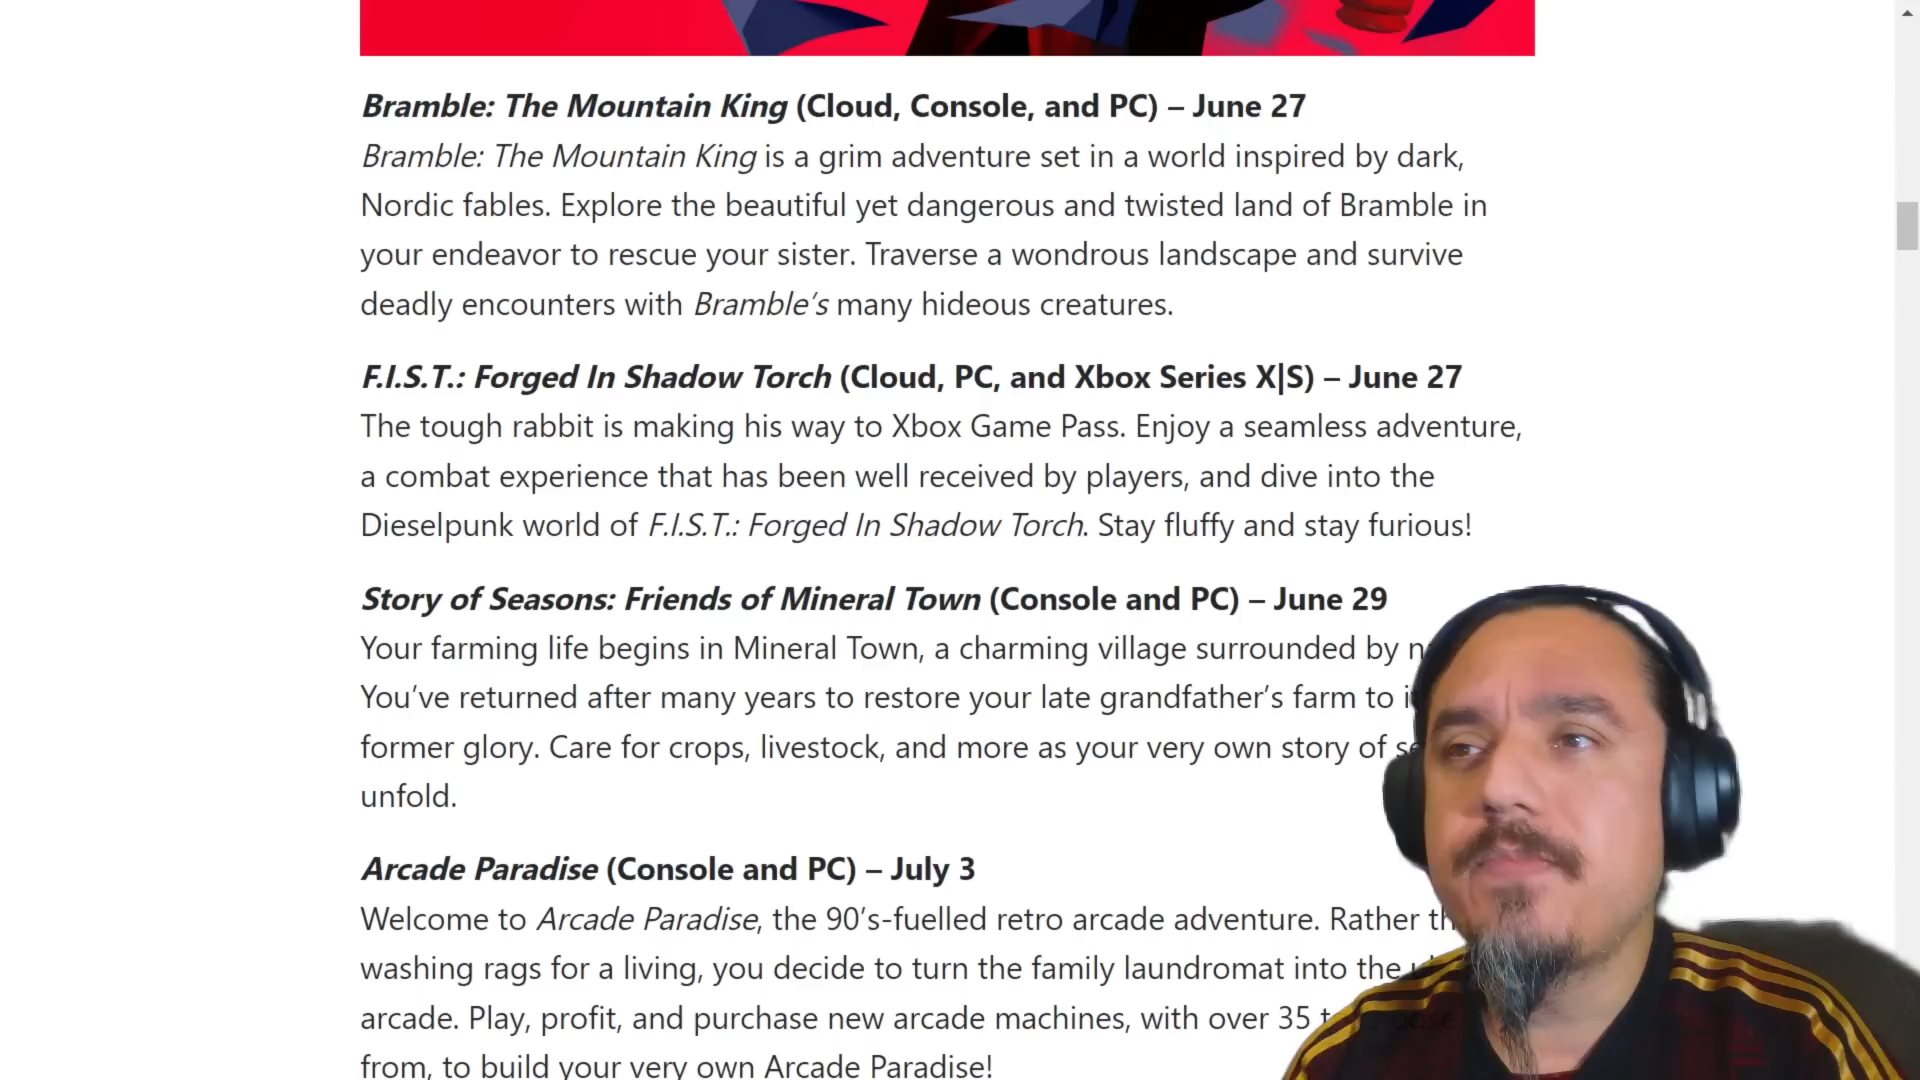 Bramble: The Mountain King (Cloud, Console, and PC) – June 27
Bramble: The Mountain King is a grim adventure set in a world inspired by dark,
Nordic fables. Explore the beautiful yet dangerous and twisted land of Bramble in
your endeavor to rescue your sister. Traverse a wondrous landscape and survive
deadly encounters with Bramble’s many hideous creatures.
F.I.S.T.: Forged In Shadow Torch (Cloud, PC, and Xbox Series X|S) – June 27
The tough rabbit is making his way to Xbox Game Pass. Enjoy a seamless adventure,
a combat experience that has been well received by players, and dive into the
Dieselpunk world of F.I.S.T.: Forged In Shadow Torch. Stay fluffy and stay furious!
Story of Seasons: Friends of Mineral Town (Console and PC) – June 29
Your farming life begins in Mineral Town, a charming village surrounded by
You’ve returned after many years to restore your late grandfather’s farm to
former glory. Care for crops, livestock, and more as your very own story of
unfold.
Arcade Paradise (Console and PC) – July 3
Welcome to Arcade Paradise, the 90’s-fuelled retro arcade adventure. Rather
washing rags for a living, you decide to turn the family laundromat into the
arcade. Play, profit, and purchase new arcade machines, with over 35
from, to build your very own Arcade Paradise!